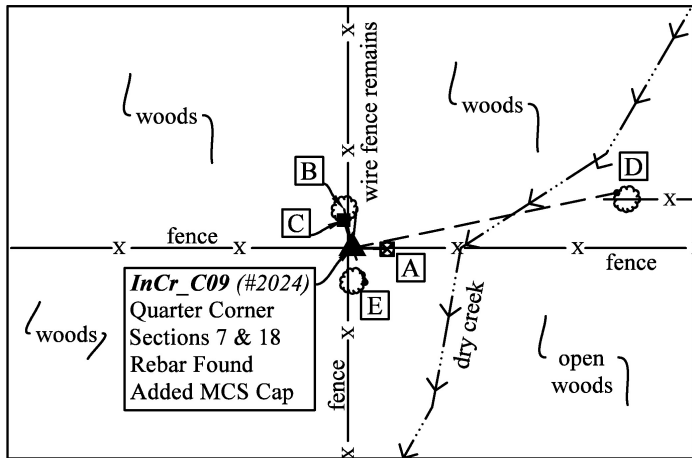 X
wire fence remains
woods
woods
X
B
D
C
X
fence
X
X
X
X
A
fence
InCr_C09 (#2024)
Quarter Corner
Sections 7 & 18
Rebar Found
Added MCS Cap
E
woods
X
fence
dry creek
open
woods
X